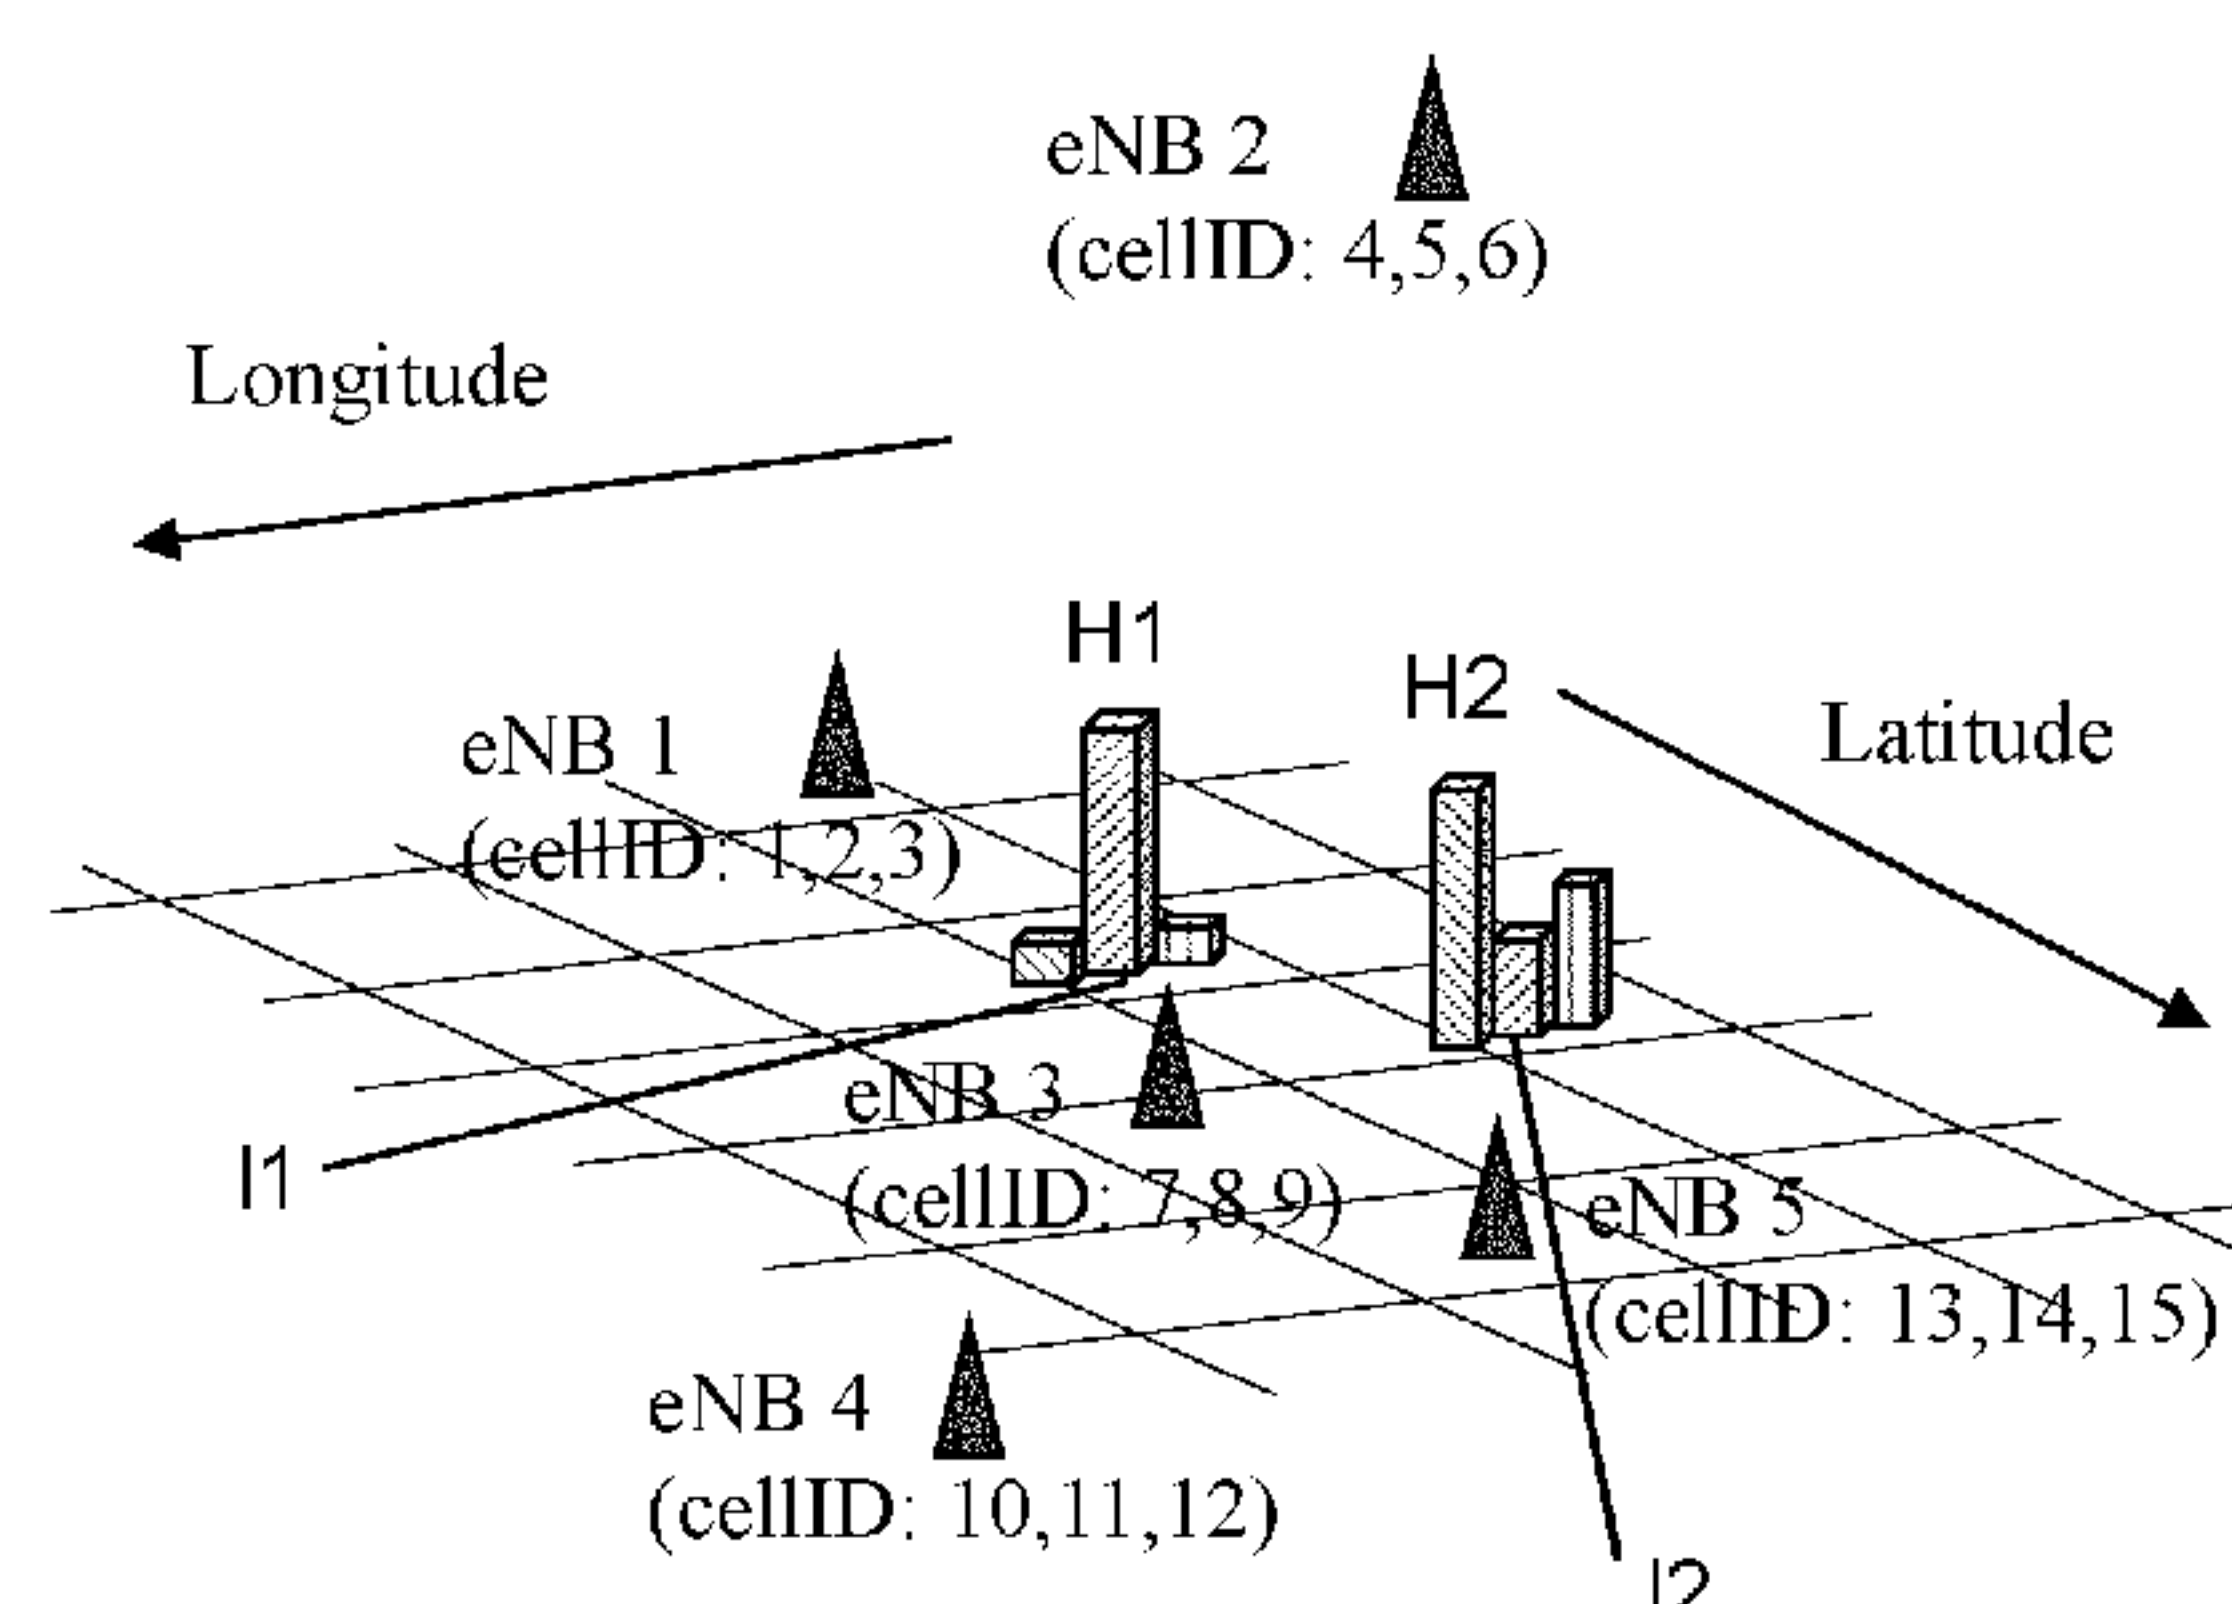 eNB 2
(cellID: 4,5,6)
Longitude
H1
H2
Latitude
eNB 1
(cellID: 1,2,3)
eNB 3
I1
(cellID: 7,8,9)
eNB 5
(cellID: 13,14,15)
eNB 4
(cellID: 10,11,12)
I2